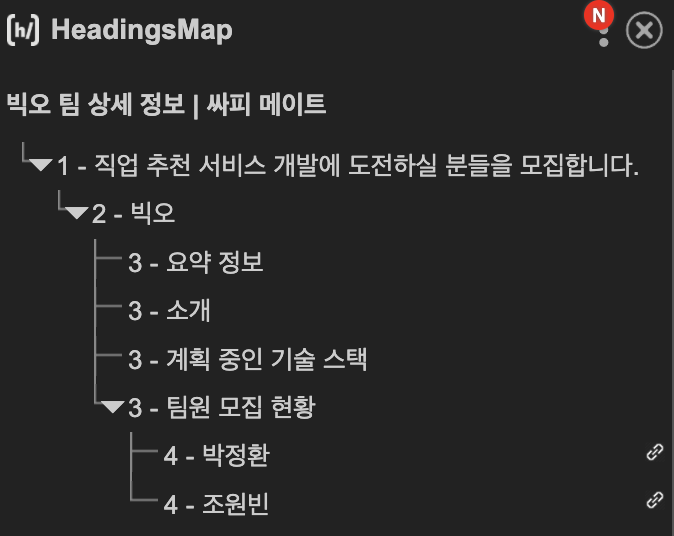 [h/] HeadingsMap
N
빅오 팀 상세 정보 | 싸피 메이트
1 - 직업 추천 서비스 개발에 도전하실 분들을 모집합니다.
2 - 빅오
3 - 요약 정보
3 - 소개
3 - 계획 중인 기술 스택
3 - 팀원 모집 현황
4 - 박정환
4 - 조원빈